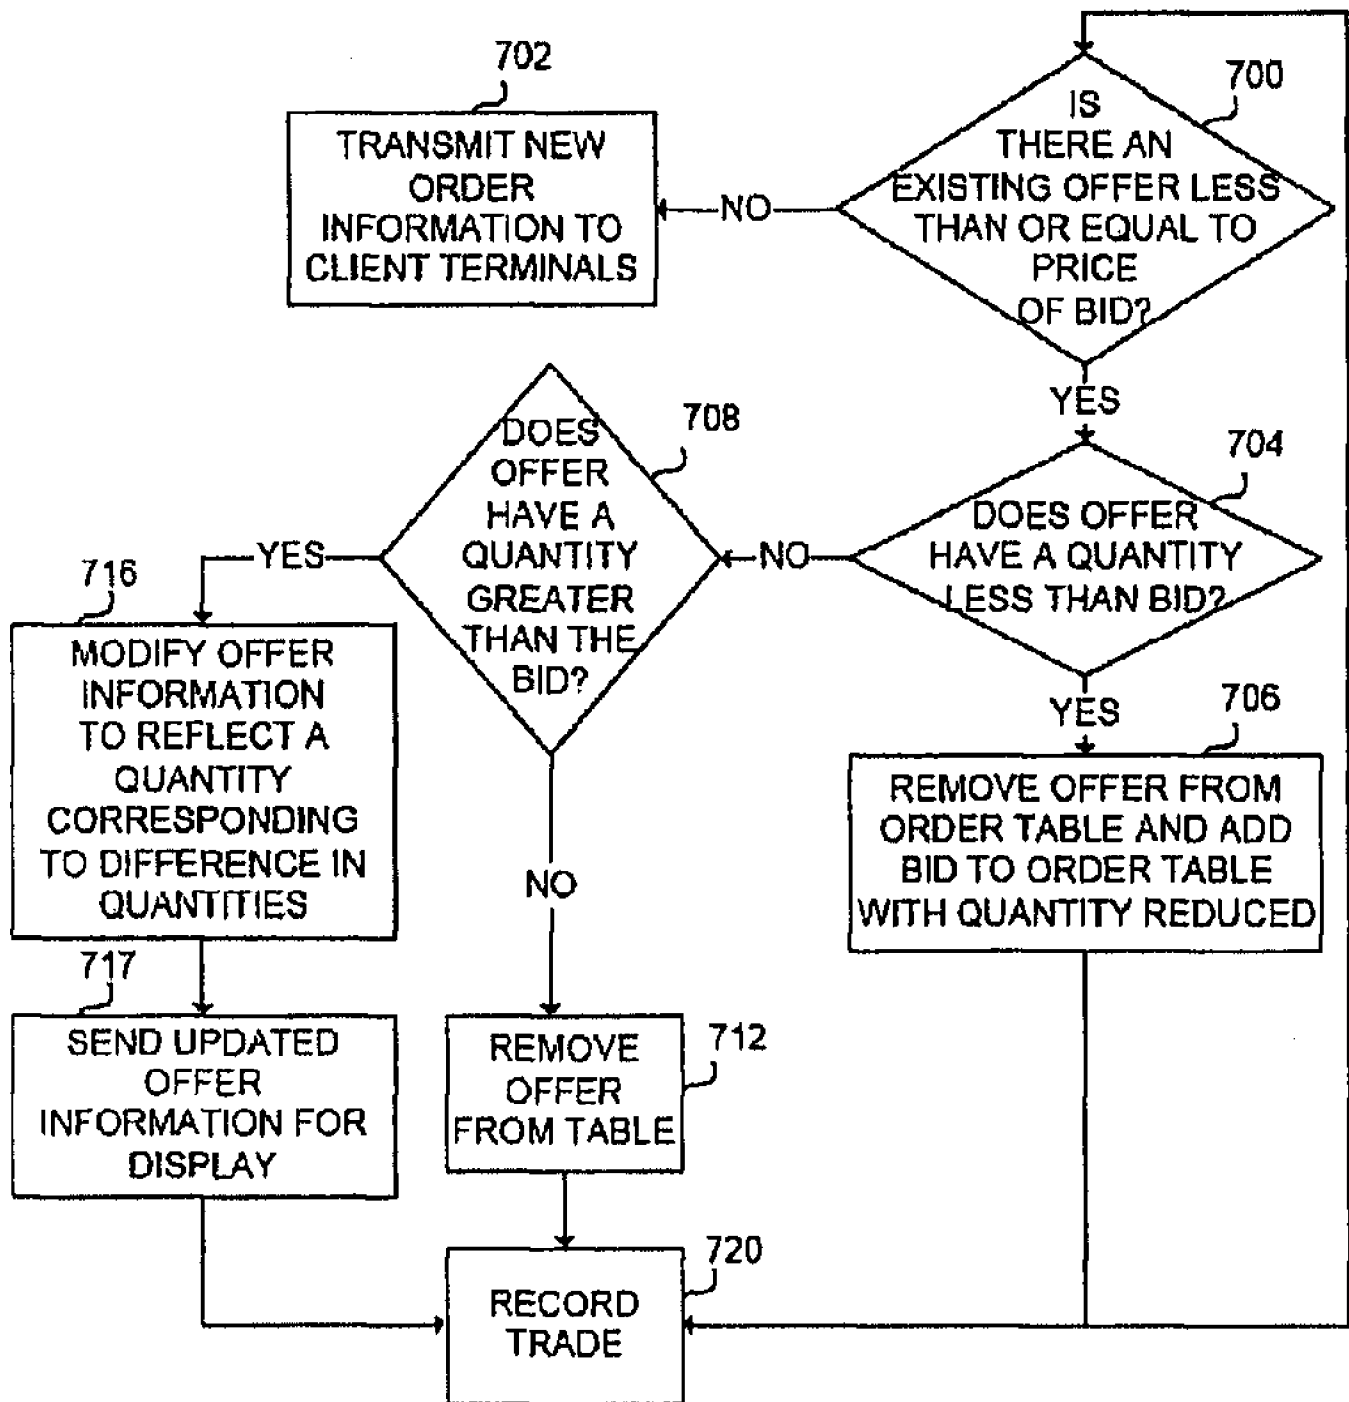 702
TRANSMIT NEW
ORDER
INFORMATION TO
CLIENT TERMINALS
NO
700
IS
THERE AN
EXISTING OFFER LESS
THAN OR EQUAL TO
PRICE
OF BID?
YES
704
DOES OFFER
HAVE A QUANTITY
LESS THAN BID?
NO
708
DOES
OFFER
HAVE A
QUANTITY
GREATER
THAN THE
BID?
YES
716
MODIFY OFFER
INFORMATION
TO REFLECT A
QUANTITY
CORRESPONDING
TO DIFFERENCE IN
QUANTITIES
YES
706
REMOVE OFFER FROM
ORDER TABLE AND ADD
BID TO ORDER TABLE
WITH QUANTITY REDUCED
NO
717
SEND UPDATED
OFFER
INFORMATION FOR
DISPLAY
712
REMOVE
OFFER
FROM TABLE
720
RECORD
TRADE